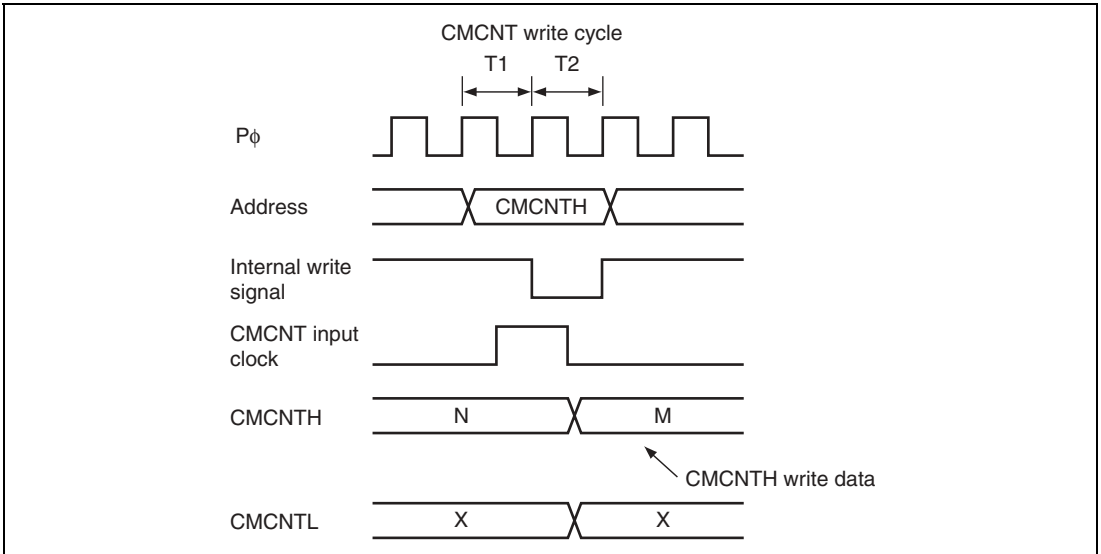 CMCNT write cycle
T1 T2
Pϕ
Address CMCNTH
Internal write
signal
CMCNT input
clock
CMCNTH N M
CMCNTH write data
CMCNTL X X